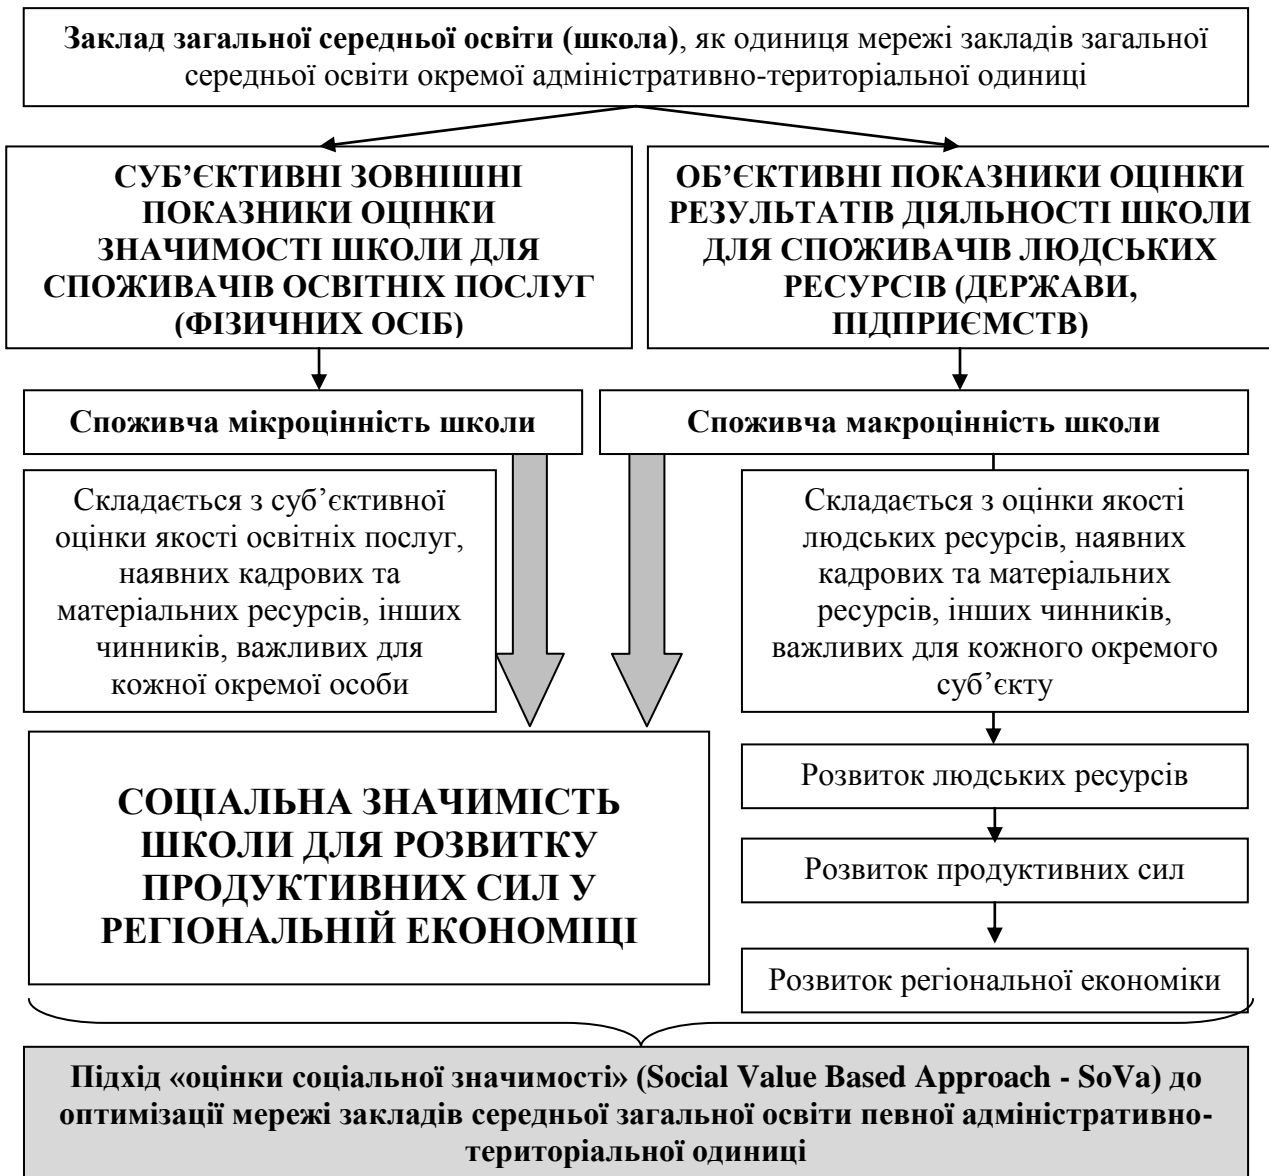 Заклад загальної середньої освіти (школа), як одиниця мережі закладів загальної
середньої освіти окремої адміністративно-територіальної одиниці
СУБ’ЄКТИВНІ ЗОВНІШНІ
ПОКАЗНИКИ ОЦІНКИ
ЗНАЧИМОСТІ ШКОЛИ ДЛЯ
СПОЖИВАЧІВ ОСВІТНІХ ПОСЛУГ
(ФІЗИЧНИХ ОСІБ)
ОБ’ЄКТИВНІ ПОКАЗНИКИ ОЦІНКИ
РЕЗУЛЬТАТІВ ДІЯЛЬНОСТІ ШКОЛИ
ДЛЯ СПОЖИВАЧІВ ЛЮДСЬКИХ
РЕСУРСІВ (ДЕРЖАВИ,
ПІДПРИЄМСТВ)
Споживча мікроцінність школи
Споживча макроцінність школи
Складається з суб’єктивної
оцінки якості освітніх послуг,
наявних кадрових та
матеріальних ресурсів, інших
чинників, важливих для
кожної окремої особи
Складається з оцінки якості
людських ресурсів, наявних
кадрових та матеріальних
ресурсів, інших чинників,
важливих для кожного окремого
суб’єкту
СОЦІАЛЬНА ЗНАЧИМІСТЬ
ШКОЛИ ДЛЯ РОЗВИТКУ
ПРОДУКТИВНИХ СИЛ У
РЕГІОНАЛЬНІЙ ЕКОНОМІЦІ
Розвиток людських ресурсів
Розвиток продуктивних сил
Розвиток регіональної економіки
Підхід «оцінки соціальної значимості» (Social Value Based Approach - SoVa) до
оптимізації мережі закладів середньої загальної освіти певної адміністративно-
територіальної одиниці